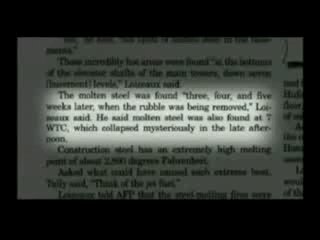 ments."
These incredibly hot areas were found "at the bottoms
of the elevator shafts of the main towers, down seven
[basement] levels," Loizeaux said.
The molten steel was found "three, four, and five
weeks later, when the rubble was being removed," Loi-
zeaux said. He said molten steel was also found at 7
WTC, which collapsed mysteriously in the late after-
noon.
Construction steel has an extremely high melting
point of about 2,800 degrees Fahrenheit.
Asked what could have caused such extreme heat,
Tully said, "Think of the jet fuel."
Loizeaux told AFP that the steel-melting fires were